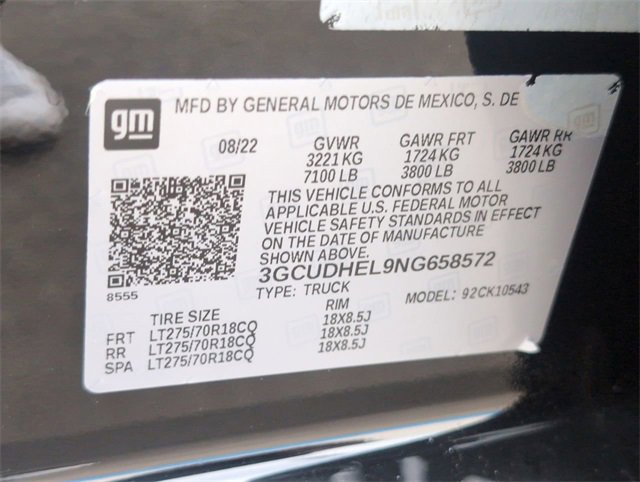 gm
MFD BY GENERAL MOTORS DE MEXICO, S. DE
08/22 GVWR GAWR FRT GAWR RR
3221 KG 1724 KG 1724 KG
7100 LB 3800 LB 3800 LB
THIS VEHICLE CONFORMS TO ALL
APPLICABLE U.S. FEDERAL MOTOR
VEHICLE SAFETY STANDARDS IN EFFECT
ON THE DATE OF MANUFACTURE
SHOWN ABOVE.
3GCUDHEL9NG658572
8555
TYPE: TRUCK MODEL: 92CK10543
TIRE SIZE RIM
FRT LT275/70R18CQ 18X8.5J
RR LT275/70R18CQ 18X8.5J
SPA LT275/70R18CQ 18X8.5J